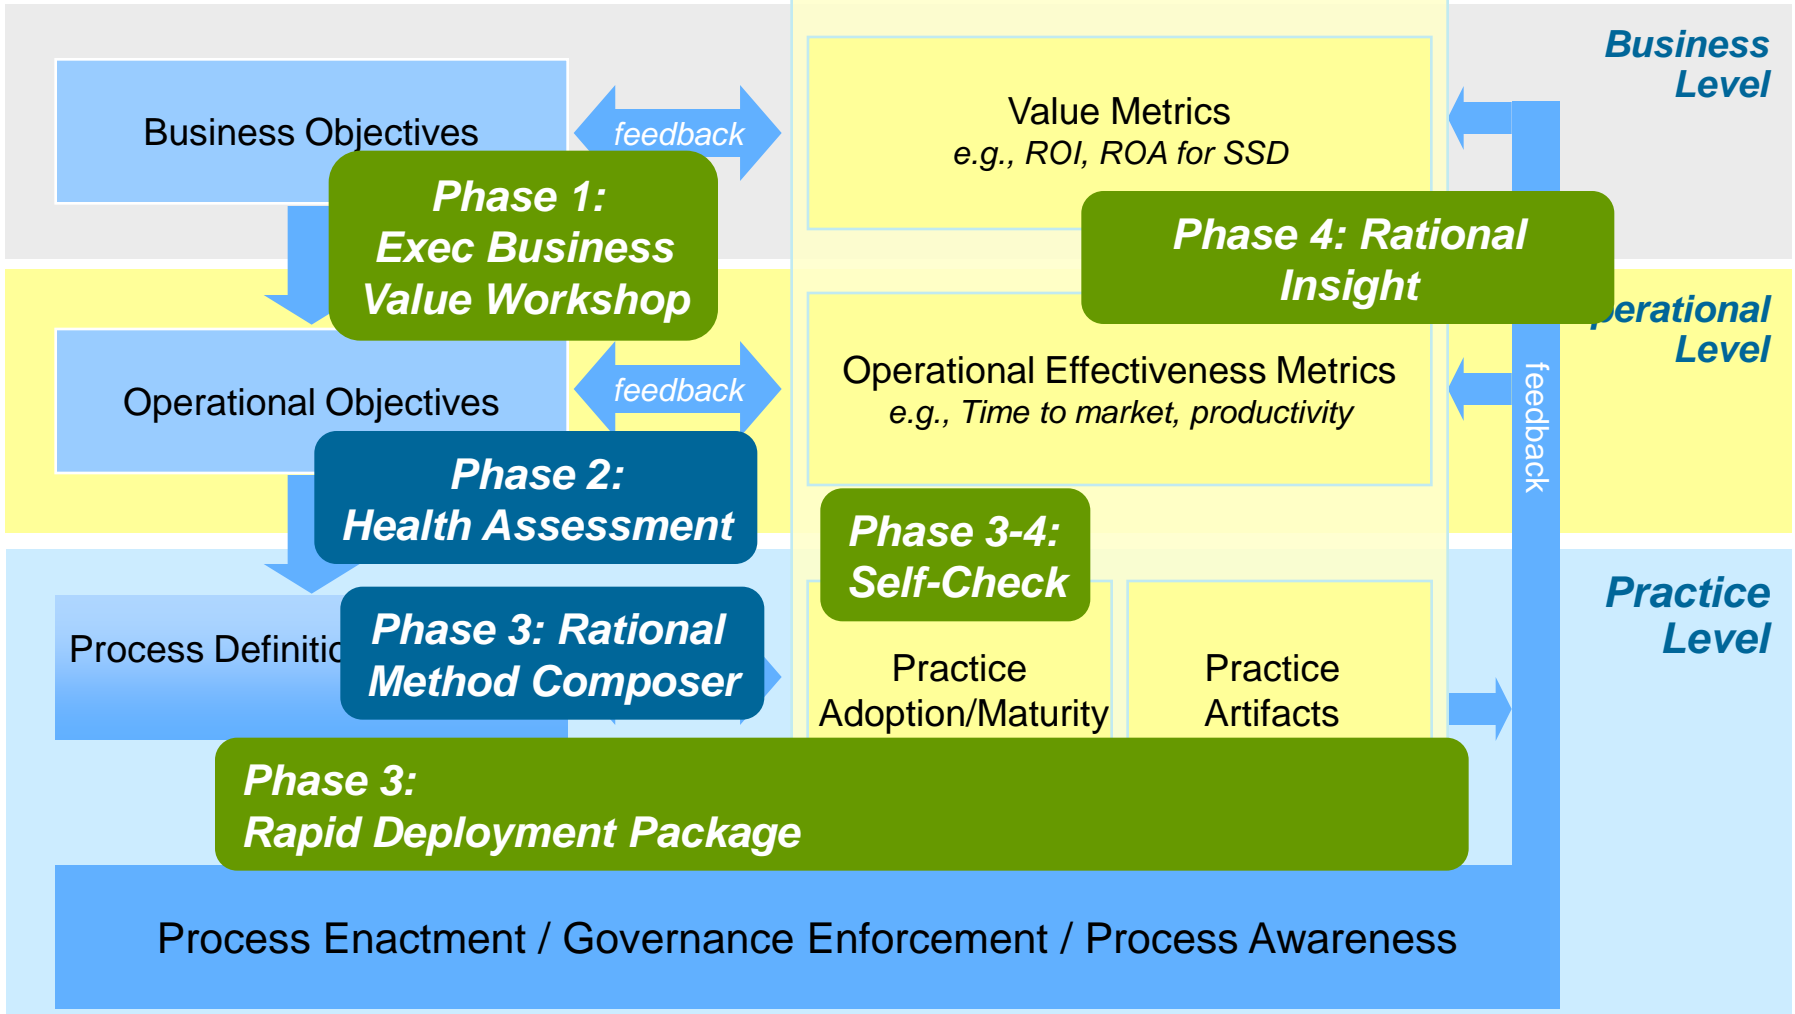 Business
Level
Business Objectives
feedback
Value Metrics
e.g., ROI, ROA for SSD
Phase 1:
Exec Business
Value Workshop
Phase 4: Rational
Insight
perational
Level
Operational Objectives
feedback
Operational Effectiveness Metrics
e.g., Time to market, productivity
feedback
Phase 2:
Health Assessment
Phase 3-4:
Self-Check
Practice
Level
Process Definitio
Phase 3: Rational
Method Composer
Practice
Adoption/Maturity
Practice
Artifacts
Phase 3:
Rapid Deployment Package
Process Enactment / Governance Enforcement / Process Awareness